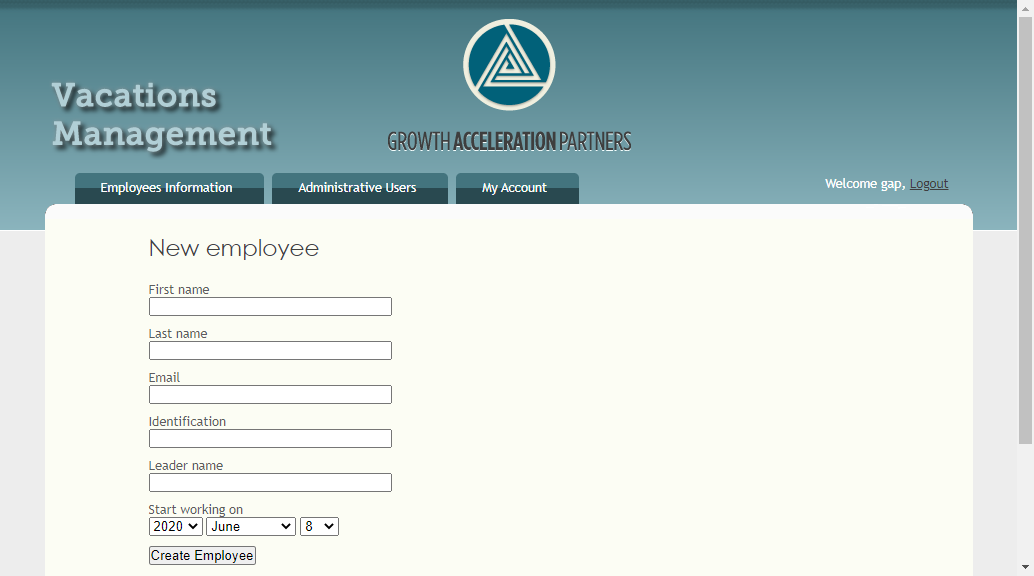 Vacations
Management
GROWTH ACCELERATION PARTNERS
Employees Information
Administrative Users
My Account
Welcome gap, Logout
New employee
First name
Last name
Email
Identification
Leader name
Start working on
2020 June 8
Create Employee